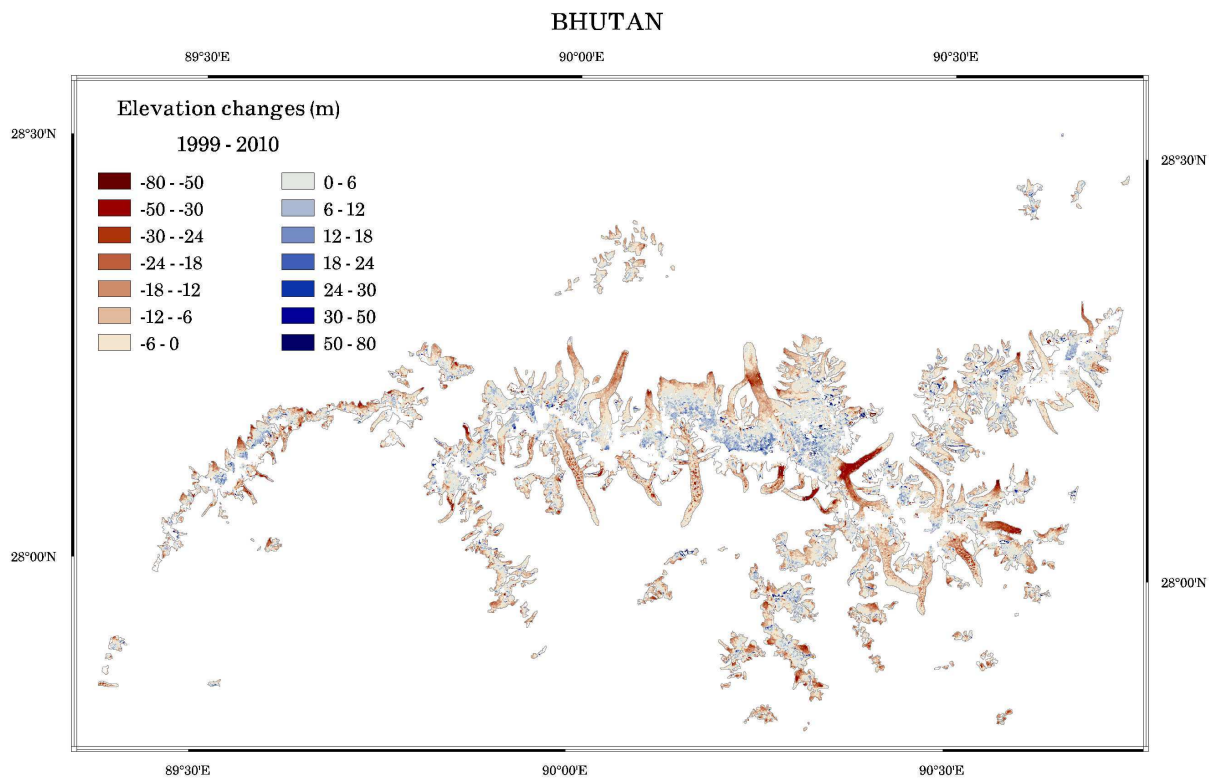 BHUTAN
89°30'E 90°00'E 90°30'E
Elevation changes (m)
1999 - 2010
28°30'N
28°30'N
-80 - -50 0 - 6
-50 - -30 6 - 12
-30 - -24 12 - 18
-24 - -18 18 - 24
-18 - -12 24 - 30
-12 - -6 30 - 50
-6 - 0 50 - 80
28°00'N
28°00'N
89°30'E 90°00'E 90°30'E